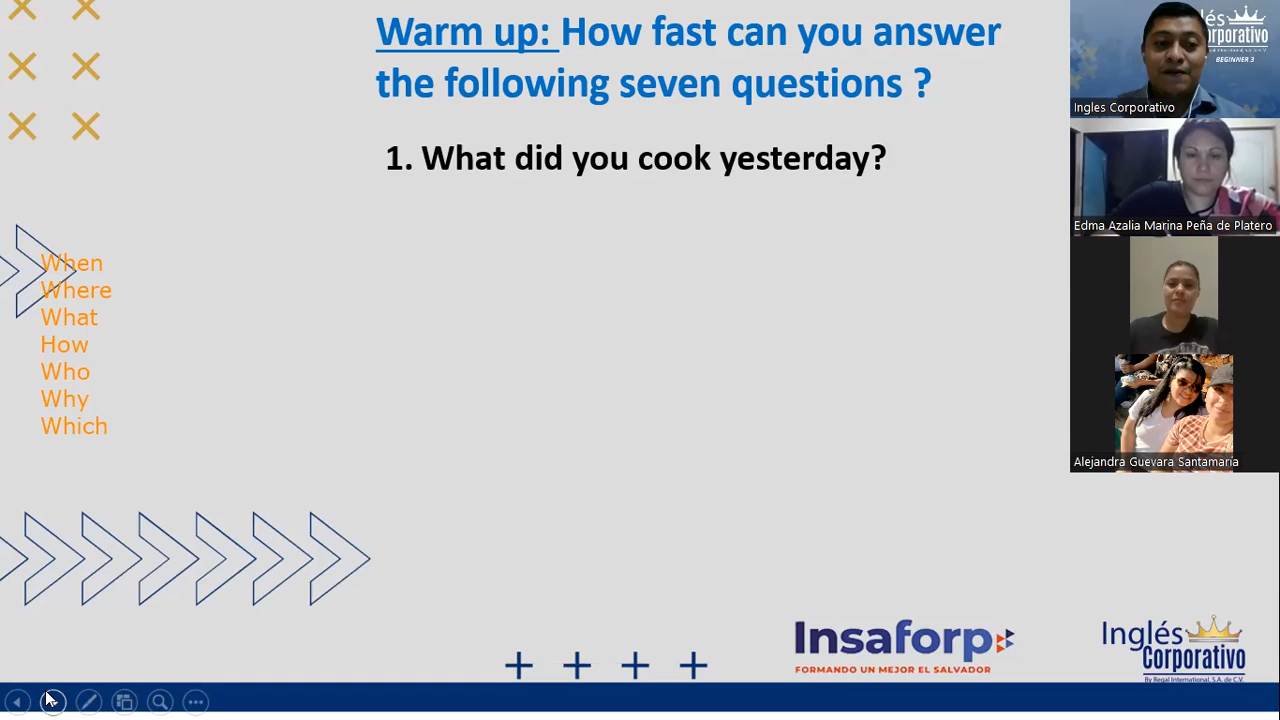 Warm up: How fast can you answer
the following seven questions ?
1. What did you cook yesterday?
When
Where
What
How
Who
Why
Which
Inglés
Corporativo
BEGINNER 3
Ingles Corporativo
Edma Azalia Marina Peña de Platero
Alejandra Guevara Santamaría
Insaforp
FORMANDO UN MEJOR EL SALVADOR
Inglés
Corporativo
By Regal International, S.A. de C.V.